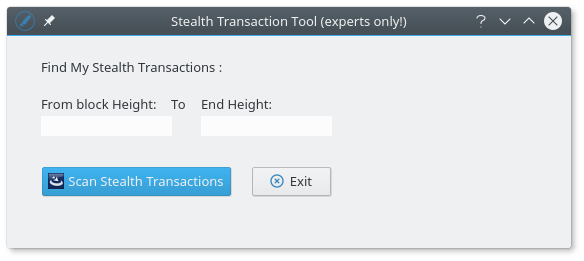 Stealth Transaction Tool (experts only!)
Find My Stealth Transactions :
From block Height: To End Height:
Scan Stealth Transactions Exit